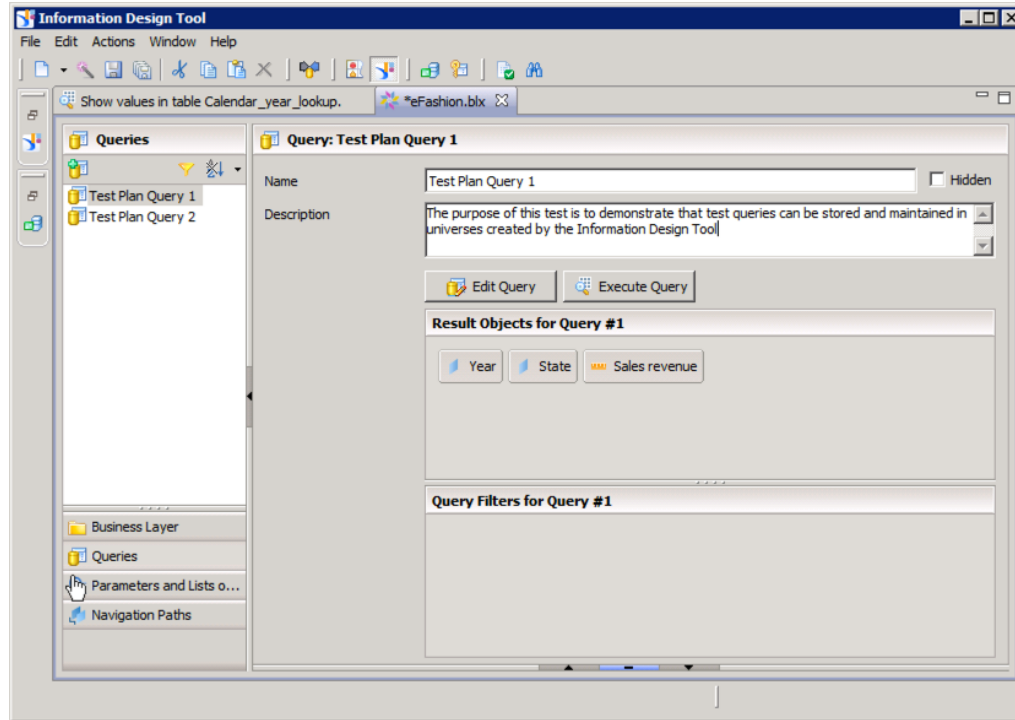 Information Design Tool
File Edit Actions Window Help
Show values in table Calendar_year_lookup.
*eFashion.blx
Queries
Test Plan Query 1
Test Plan Query 2
Business Layer
Queries
Parameters and Lists o...
Navigation Paths
Query: Test Plan Query 1
Name
Test Plan Query 1
Hidden
Description
The purpose of this test is to demonstrate that test queries can be stored and maintained in
universes created by the Information Design Tool
Edit Query
Execute Query
Result Objects for Query #1
Year
State
Sales revenue
Query Filters for Query #1